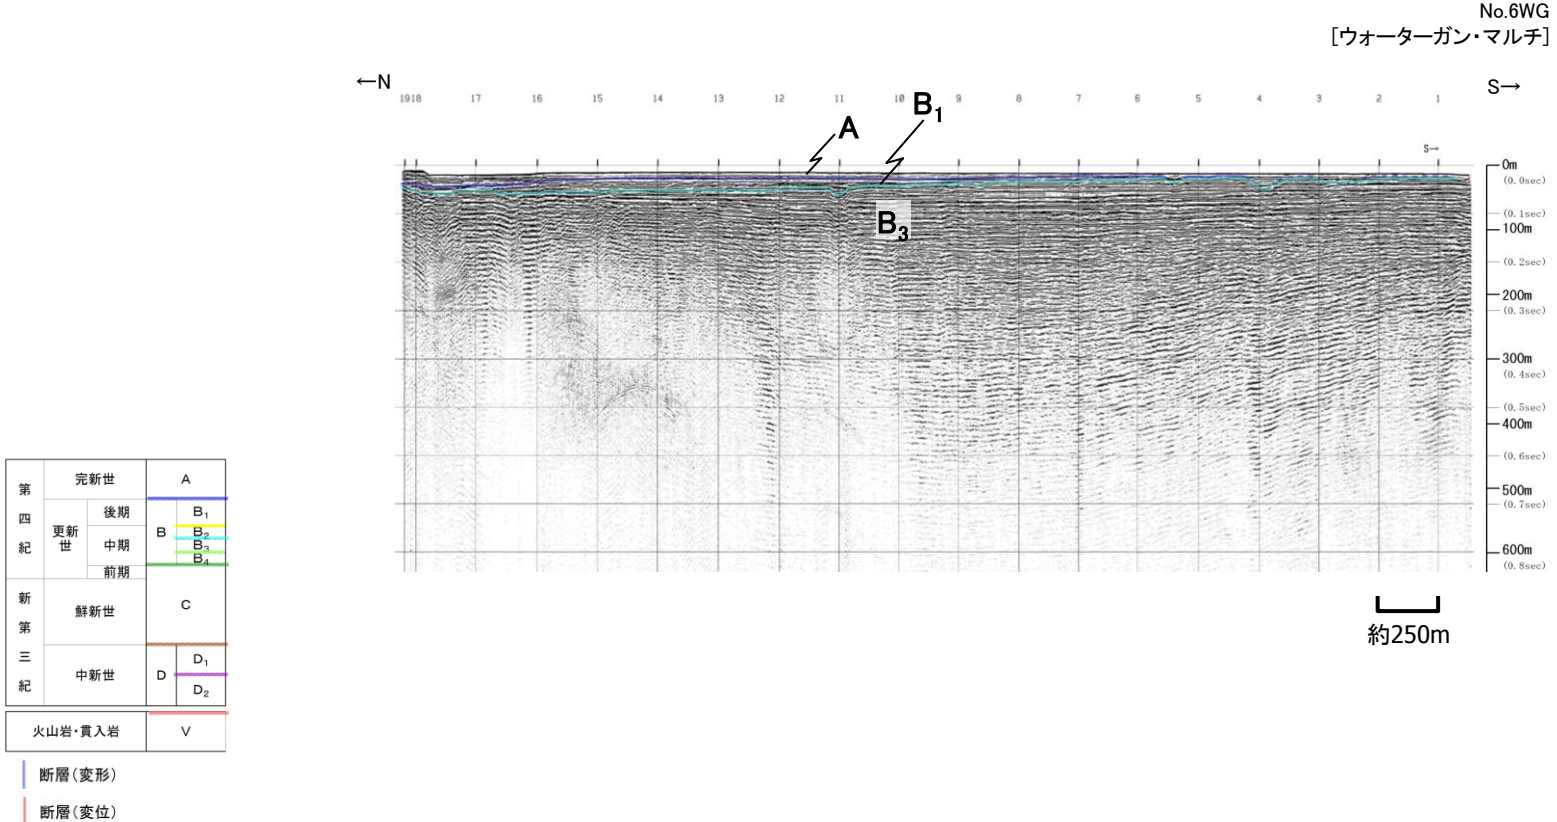 No.6WG
[ウォーターガン・マルチ]
←N
S→
1918 17 16 15 14 13 12 11 10 9 8 7 6 5 4 3 2 1
A
B1
B3
S→
0m
(0.0sec)
(0.1sec)
100m
(0.2sec)
200m
(0.3sec)
300m
(0.4sec)
(0.5sec)
400m
(0.6sec)
500m
(0.7sec)
600m
(0.8sec)
約250m
第四紀
完新世
A
更新世
後期
B
B1
B2
中期
B3
B4
前期
新第三紀
鮮新世
C
中新世
D
D1
D2
火山岩・貫入岩
V
断層(変形)
断層(変位)